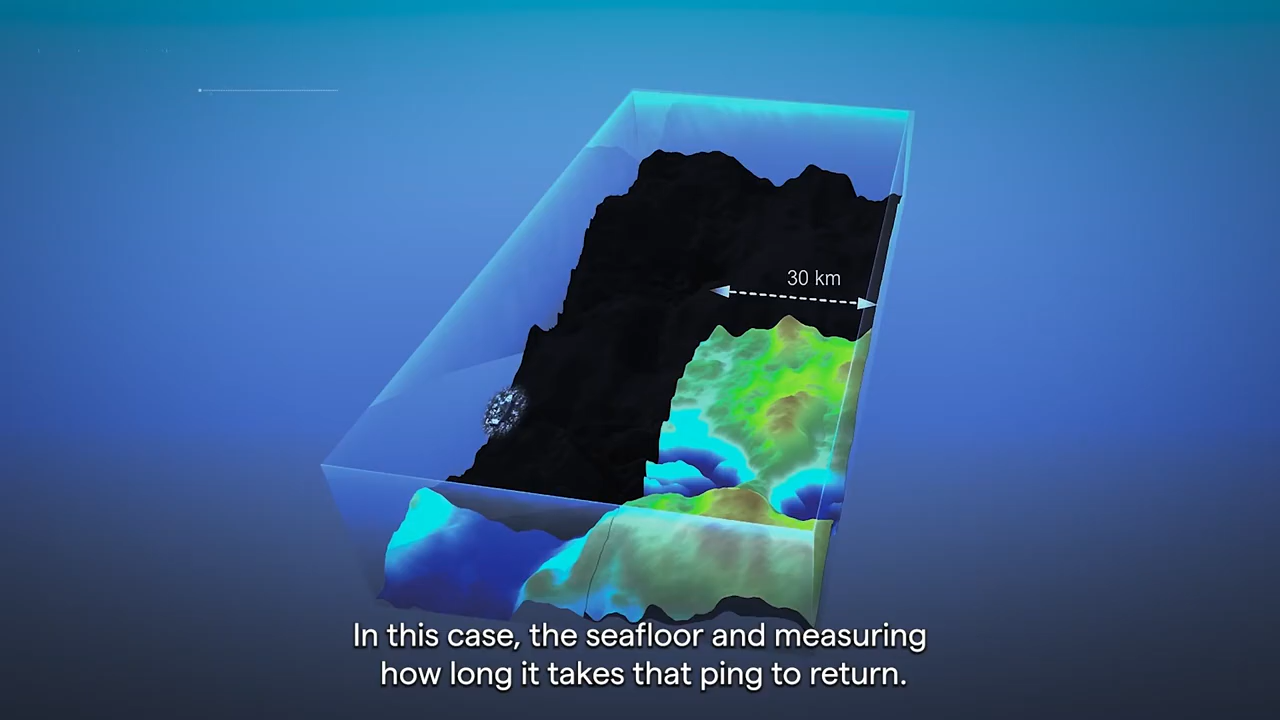 30 km
In this case, the seafloor and measuring
how long it takes that ping to return.